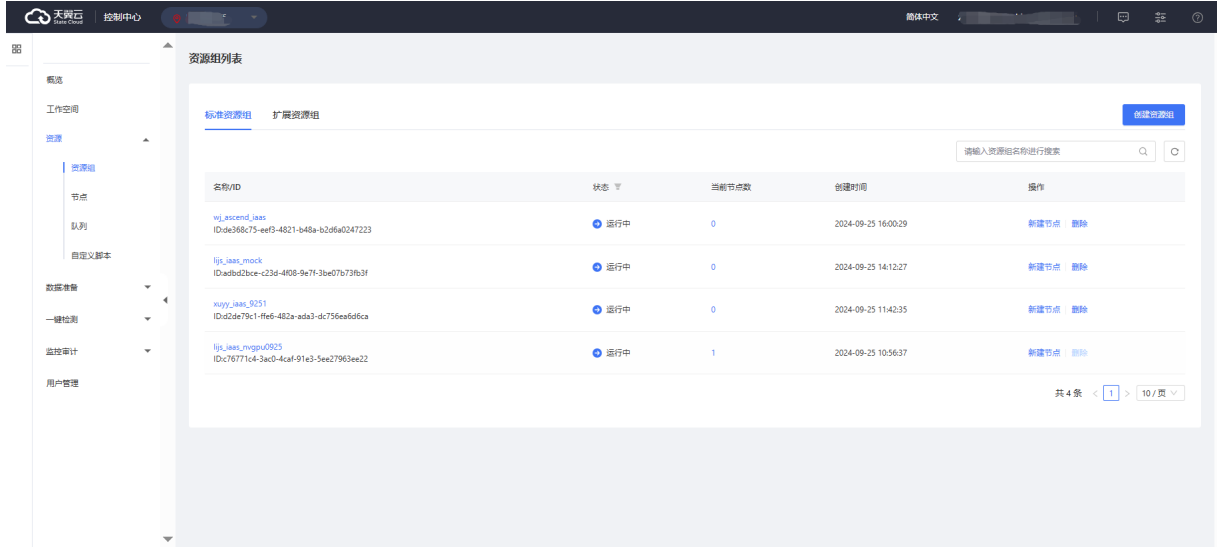 天翼云
State Cloud
控制中心
简体中文
资源组列表
概览
工作空间
资源
资源组
节点
队列
自定义脚本
数据准备
一键检测
监控审计
用户管理
标准资源组 扩展资源组
创建资源组
请输入资源组名称进行搜索
名称/ID 状态 当前节点数 创建时间 操作
wj_ascend_iaas
ID:de368c75-eef3-4821-b48a-b2d6a0247223
运行中 0 2024-09-25 16:00:29 新建节点 删除
lijs_iaas_mock
ID:adbd2bce-c23d-4f08-9e7f-3be07b73fb3f
运行中 0 2024-09-25 14:12:27 新建节点 删除
xuyy_iaas_9251
ID:d2de79c1-ffe6-482a-ada3-dc756ea6d6ca
运行中 0 2024-09-25 11:42:35 新建节点 删除
lijs_iaas_nvgpu0925
ID:c76771c4-3ac0-4caf-91e3-5ee27963ee22
运行中 1 2024-09-25 10:56:37 新建节点 删除
共 4 条 < 1 > 10 / 页